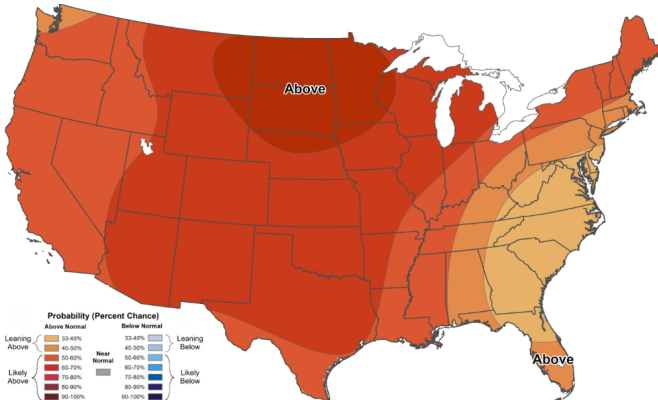 Above
Above
Probability (Percent Chance)
Above Normal Below Normal
Leaning Above 33-40% 33-40% Leaning Below
40-50% 40-50%
50-60% Near Normal 50-60%
Likely Above 60-70% 60-70% Likely Below
70-80% 70-80%
80-90% 80-90%
90-100% 90-100%